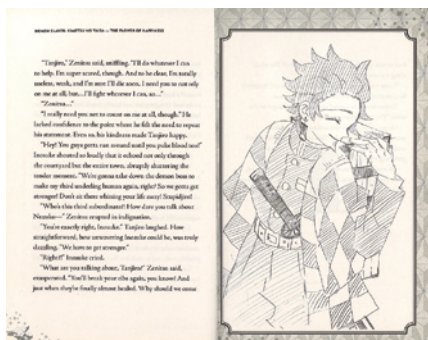 DEMON SLAYER: KIMETSU NO YAIBA — THE FLOWER OF HAPPINESS
"Tanjiro," Zenitsu said, sniffling. "I'll do whatever I can
to help. I'm super scared, though. And to be clear, I'm totally
useless, weak, and I'm sure I'll die soon. I need you to not rely
on me at all, but...I'll fight whoever I can, so..."
"Zenitsu..."
"I really need you not to count on me at all, though." He
lacked confidence to the point where he felt the need to repeat
his statement. Even so, his kindness made Tanjiro happy.
"Hey! You guys gotta run around until you puke blood too!"
Inosuke shouted so loudly that it echoed not only through
the courtyard but the entire town, abruptly shattering the
tender moment. "We're gonna take down the demon boss to
make my third underling human again, right? So we gotta get
stronger! Don't sit there whining your life away! Stupidjiro!"
"Who's this third subordinate? How dare you talk about
Nezuko—" Zenitsu erupted in indignation.
"You're exactly right, Inosuke." Tanjiro laughed. How
straightforward, how unwavering Inosuke could be, was truly
dazzling. "We have to get stronger."
"Right?" Inosuke cried.
"What are you talking about, Tanjiro?" Zenitsu said,
exasperated. "You'll break your ribs again, you know! And
just when they're finally almost healed. Why should we come